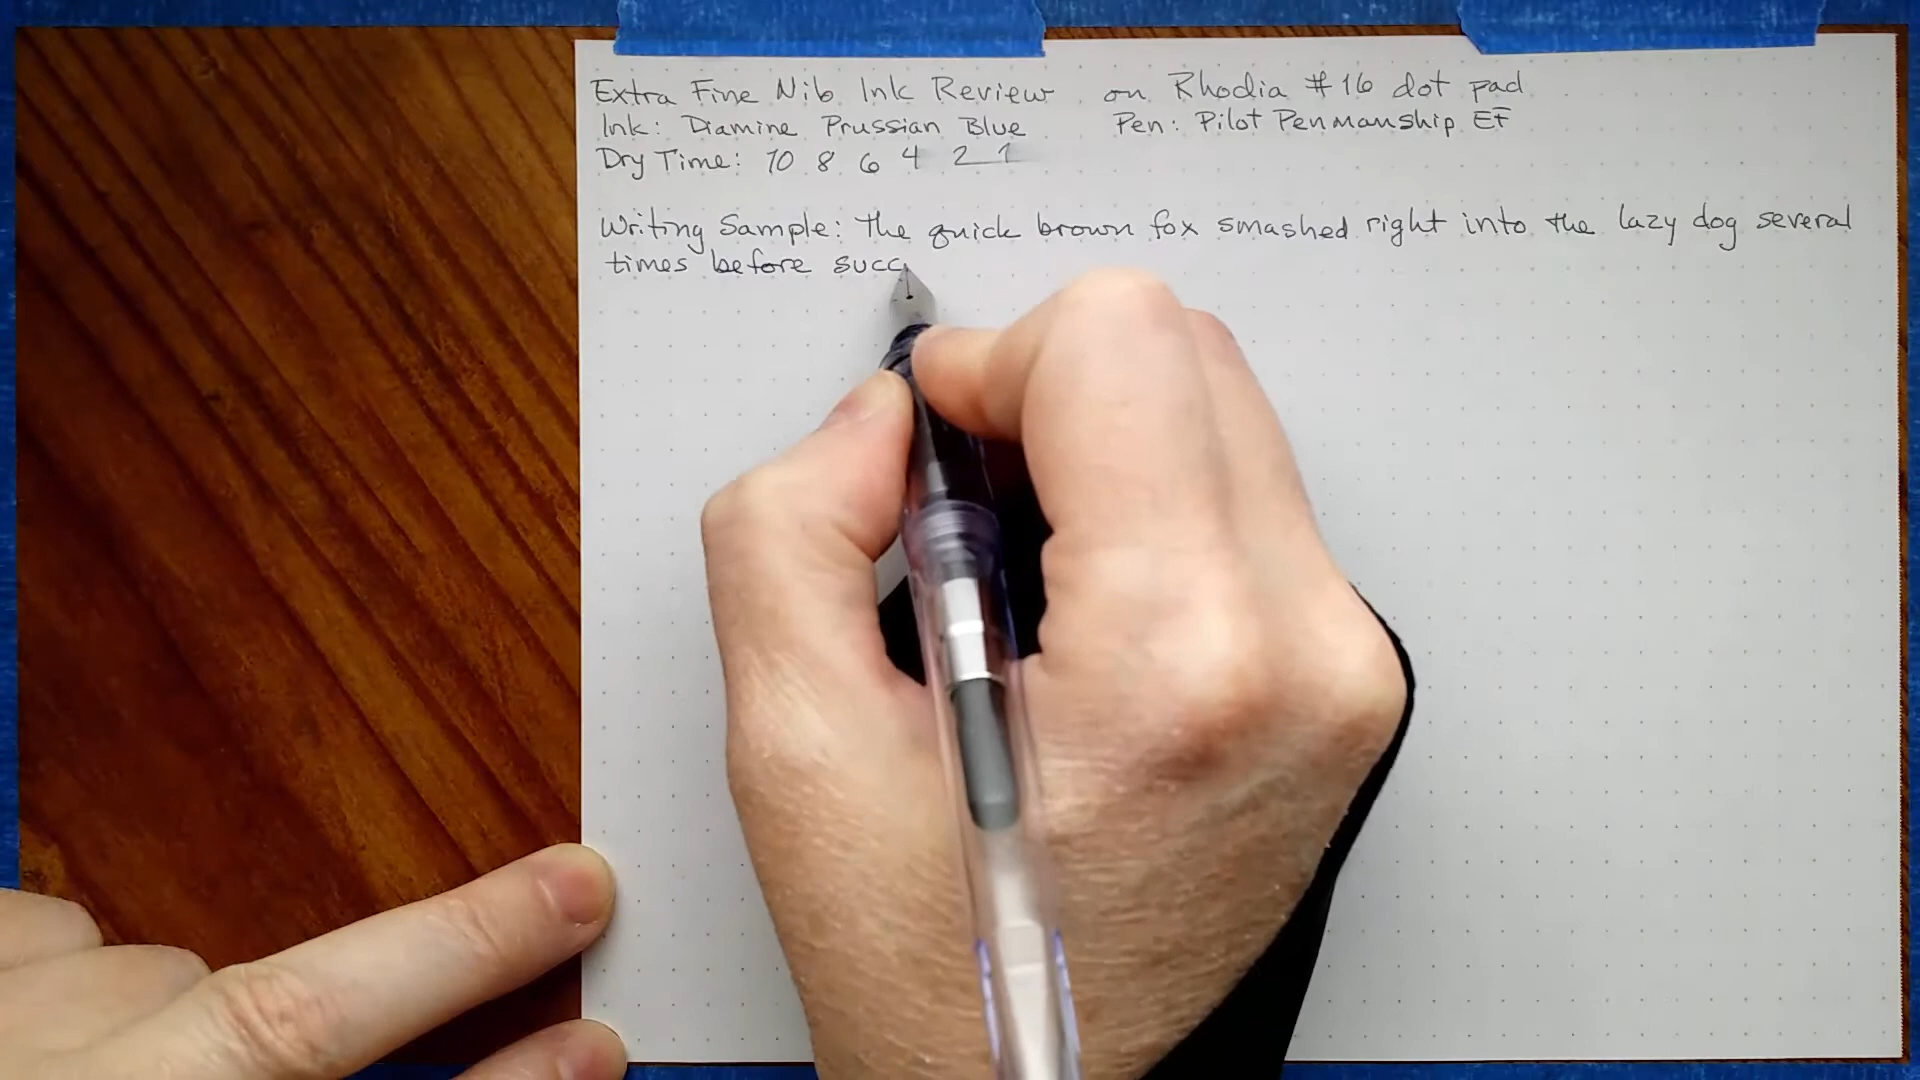 Extra Fine Nib Ink Review on Rhodia #16 dot pad
Ink: Diamine Prussian Blue Pen: Pilot Penmanship EF
Dry Time: 10 8 6 4 2 1
Writing Sample: The quick brown fox smashed right into the lazy dog several
times before succ